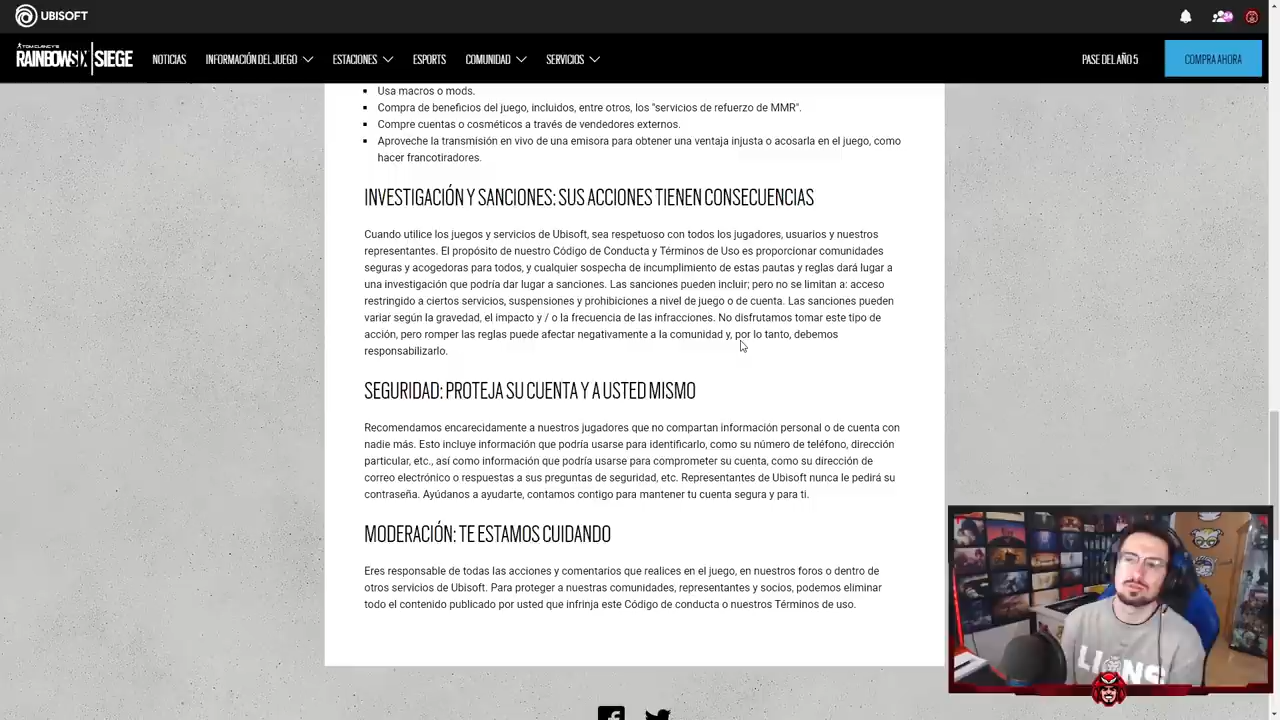 UBISOFT
TOM CLANCY'S
RAINBOWSIX | SIEGE
NOTICIAS
INFORMACIÓN DEL JUEGO
ESTACIONES
ESPORTS
COMUNIDAD
SERVICIOS
PASE DEL AÑO 5
COMPRA AHORA
Usa macros o mods.
Compra de beneficios del juego, incluidos, entre otros, los "servicios de refuerzo de MMR".
Compre cuentas o cosméticos a través de vendedores externos.
Aproveche la transmisión en vivo de una emisora para obtener una ventaja injusta o acosarla en el juego, como
hacer francotiradores.
INVESTIGACIÓN Y SANCIONES: SUS ACCIONES TIENEN CONSECUENCIAS
Cuando utilice los juegos y servicios de Ubisoft, sea respetuoso con todos los jugadores, usuarios y nuestros
representantes. El propósito de nuestro Código de Conducta y Términos de Uso es proporcionar comunidades
seguras y acogedoras para todos, y cualquier sospecha de incumplimiento de estas pautas y reglas dará lugar a
una investigación que podría dar lugar a sanciones. Las sanciones pueden incluir; pero no se limitan a: acceso
restringido a ciertos servicios, suspensiones y prohibiciones a nivel de juego o de cuenta. Las sanciones pueden
variar según la gravedad, el impacto y / o la frecuencia de las infracciones. No disfrutamos tomar este tipo de
acción, pero romper las reglas puede afectar negativamente a la comunidad y, por lo tanto, debemos
responsabilizarlo.
SEGURIDAD: PROTEJA SU CUENTA Y A USTED MISMO
Recomendamos encarecidamente a nuestros jugadores que no compartan información personal o de cuenta con
nadie más. Esto incluye información que podría usarse para identificarlo, como su número de teléfono, dirección
particular, etc., así como información que podría usarse para comprometer su cuenta, como su dirección de
correo electrónico o respuestas a sus preguntas de seguridad, etc. Representantes de Ubisoft nunca le pedirá su
contraseña. Ayúdanos a ayudarte, contamos contigo para mantener tu cuenta segura y para ti.
MODERACIÓN: TE ESTAMOS CUIDANDO
Eres responsable de todas las acciones y comentarios que realices en el juego, en nuestros foros o dentro de
otros servicios de Ubisoft. Para proteger a nuestras comunidades, representantes y socios, podemos eliminar
todo el contenido publicado por usted que infrinja este Código de conducta o nuestros Términos de uso.
LIONS